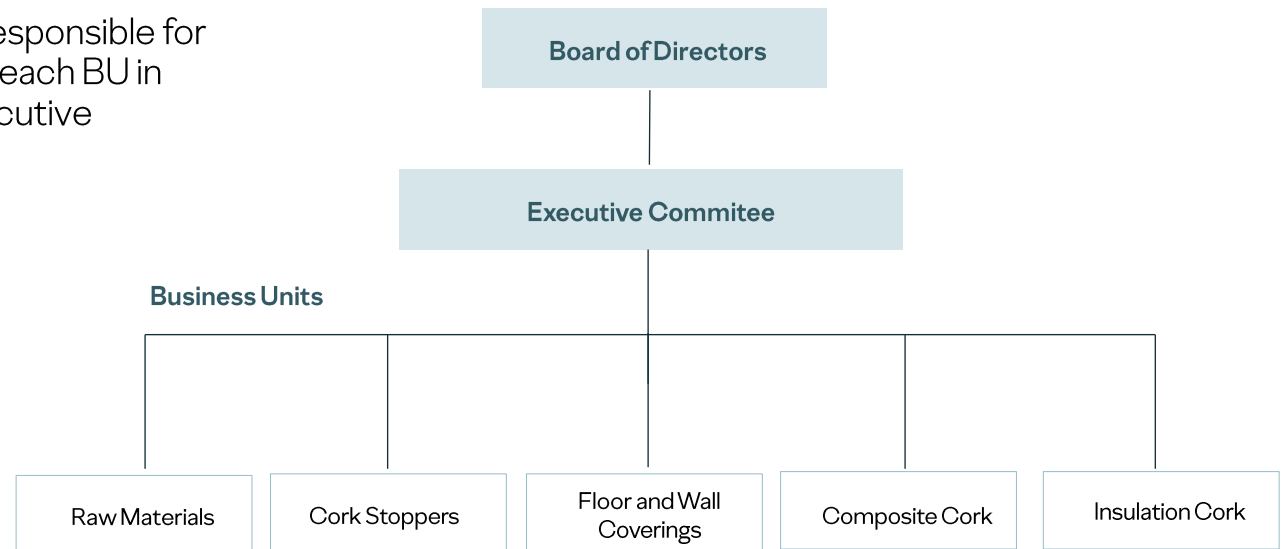 esponsible for
each BU in
cutive
Board of Directors
Executive Commitee
Business Units
Raw Materials
Cork Stoppers
Floor and Wall
Coverings
Composite Cork
Insulation Cork